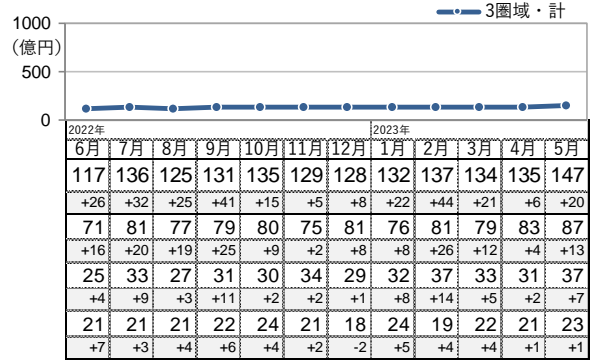 3圏域・計
1000
(億円)
500
0
2022年 2023年
6月 7月 8月 9月 10月 11月 12月 1月 2月 3月 4月 5月
117 136 125 131 135 129 128 132 137 134 135 147
+26 +32 +25 +41 +15 +5 +8 +22 +44 +21 +6 +20
71 81 77 79 80 75 81 76 81 79 83 87
+16 +20 +19 +25 +9 +2 +8 +8 +26 +12 +4 +13
25 33 27 31 30 34 29 32 37 33 31 37
+4 +9 +3 +11 +2 +2 +1 +8 +14 +5 +2 +7
21 21 21 22 24 21 18 24 19 22 21 23
+7 +3 +4 +6 +4 +2 -2 +5 +4 +4 +1 +1